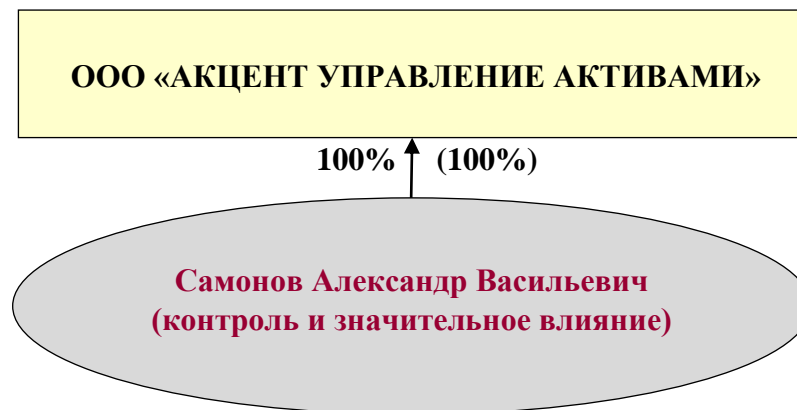 ООО «АКЦЕНТ УПРАВЛЕНИЕ АКТИВАМИ»
100% (100%)
Самонов Александр Васильевич
(контроль и значительное влияние)